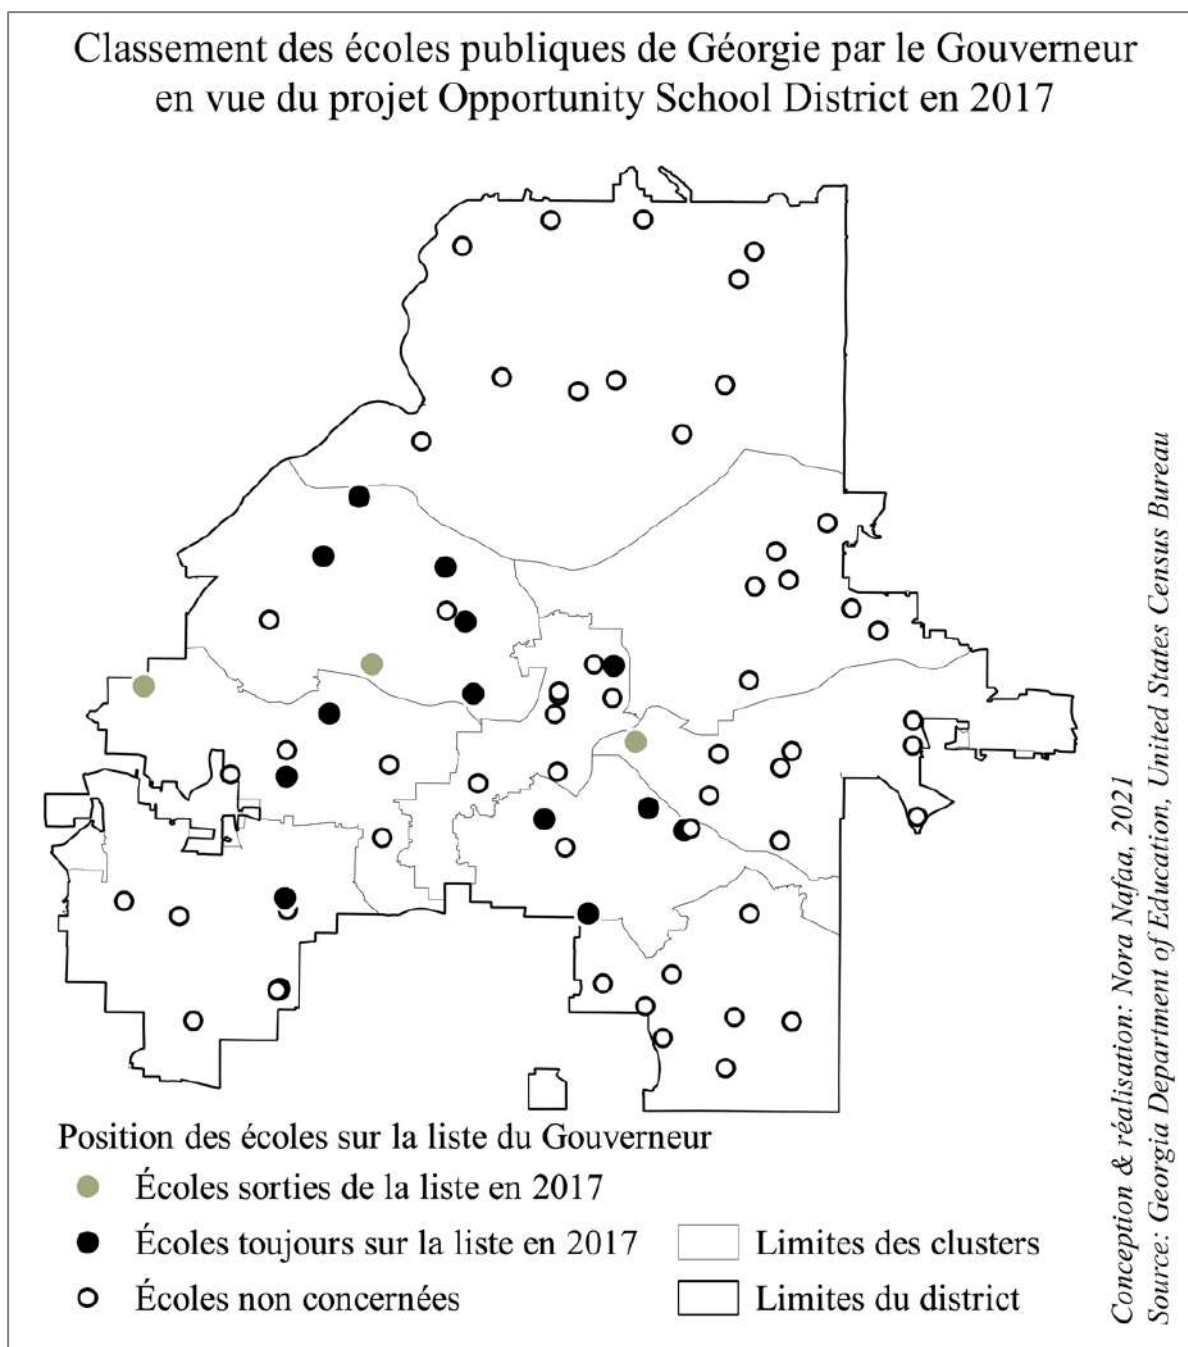 Classement des écoles publiques de Géorgie par le Gouverneur
en vue du projet Opportunity School District en 2017
Position des écoles sur la liste du Gouverneur
Écoles sorties de la liste en 2017
Écoles toujours sur la liste en 2017
Écoles non concernées
Limites des clusters
Limites du district
Conception & réalisation: Nora Nafaa, 2021
Source: Georgia Department of Education, United States Census Bureau